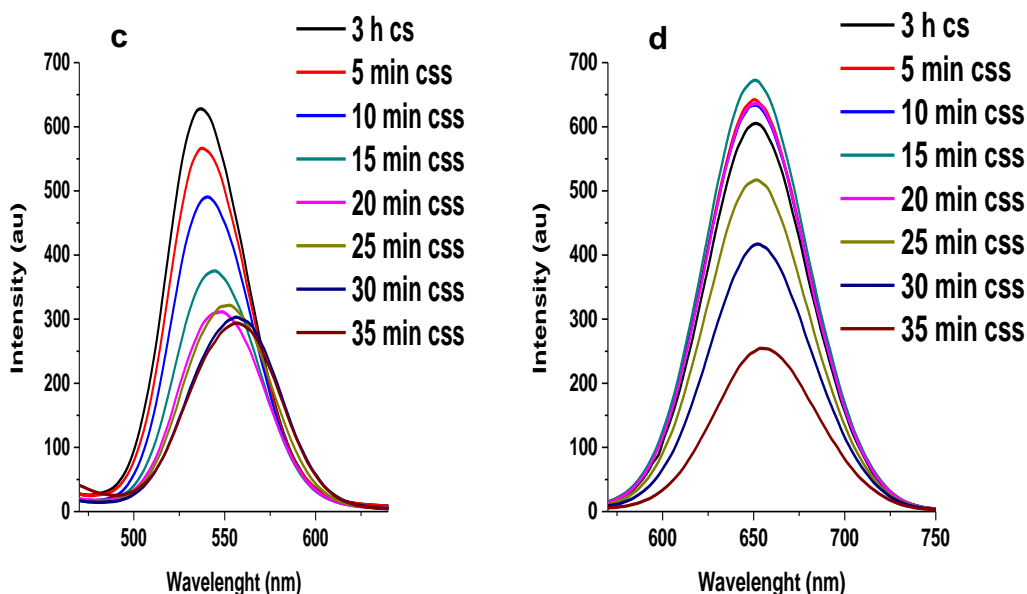 c
3 h cs
5 min css
10 min css
15 min css
20 min css
25 min css
30 min css
35 min css
700
600
500
400
300
200
100
0
Intensity (au)
500
550
600
Wavelenght (nm)
d
3 h cs
5 min css
10 min css
15 min css
20 min css
25 min css
30 min css
35 min css
700
600
500
400
300
200
100
0
Intensity (au)
600
650
700
750
Wavelenght (nm)